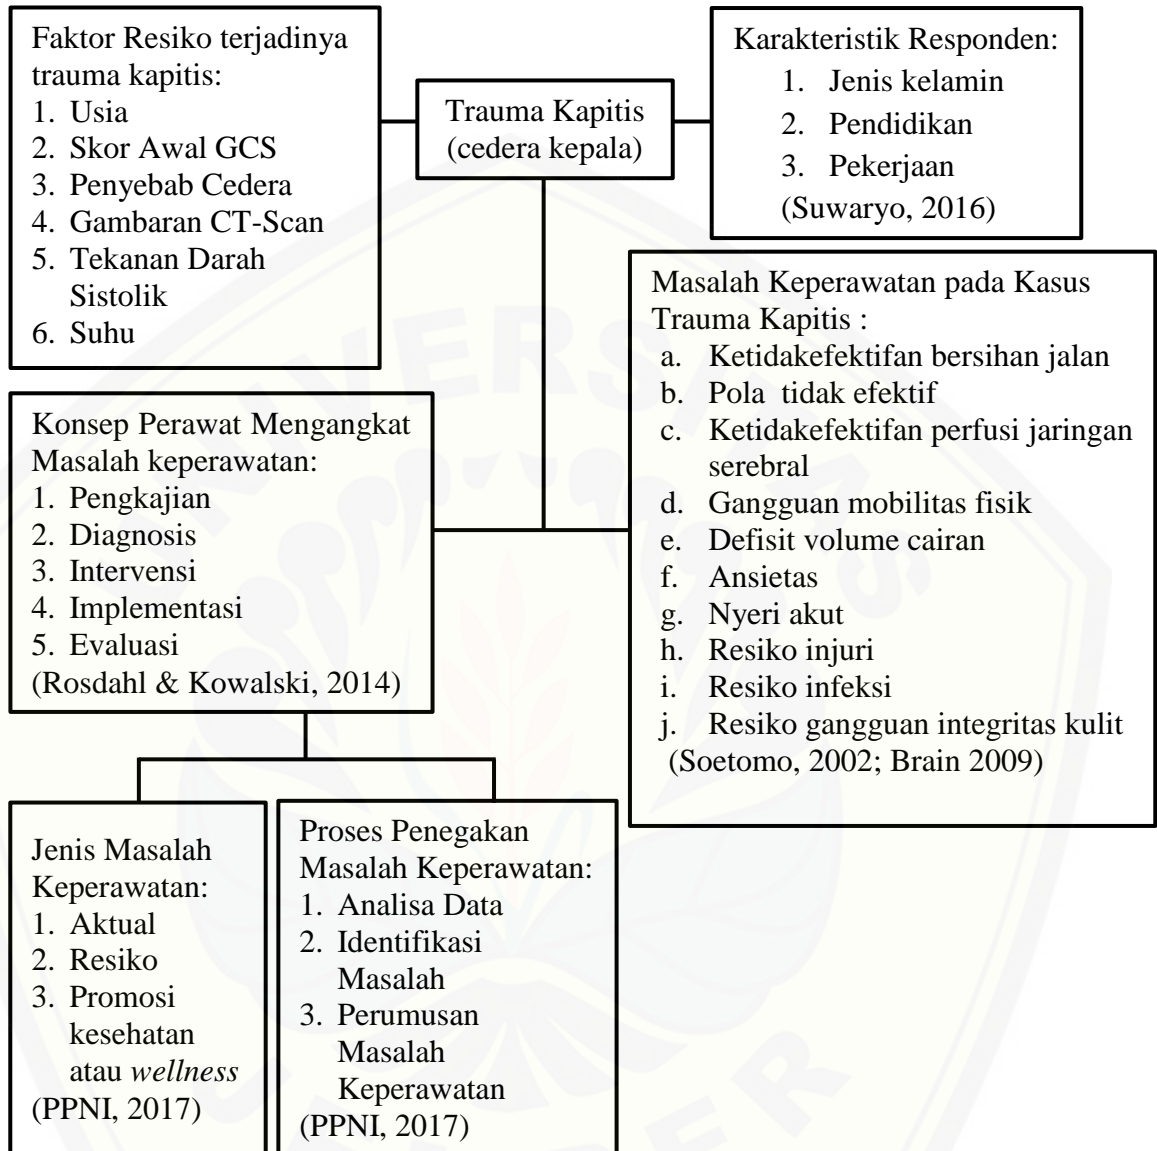 Faktor Resiko terjadinya
trauma kapitis:
1. Usia
2. Skor Awal GCS
3. Penyebab Cedera
4. Gambaran CT-Scan
5. Tekanan Darah
Sistolik
6. Suhu
Trauma Kapitis
(cedera kepala)
Karakteristik Responden:
1. Jenis kelamin
2. Pendidikan
3. Pekerjaan
(Suwaryo, 2016)
Masalah Keperawatan pada Kasus
Trauma Kapitis :
a. Ketidakefektifan bersihan jalan
b. Pola tidak efektif
c. Ketidakefektifan perfusi jaringan
serebral
d. Gangguan mobilitas fisik
e. Defisit volume cairan
f. Ansietas
g. Nyeri akut
h. Resiko injuri
i. Resiko infeksi
j. Resiko gangguan integritas kulit
(Soetomo, 2002; Brain 2009)
Konsep Perawat Mengangkat
Masalah keperawatan:
1. Pengkajian
2. Diagnosis
3. Intervensi
4. Implementasi
5. Evaluasi
(Rosdahl & Kowalski, 2014)
Jenis Masalah
Keperawatan:
1. Aktual
2. Resiko
3. Promosi
kesehatan
atau wellness
(PPNI, 2017)
Proses Penegakan
Masalah Keperawatan:
1. Analisa Data
2. Identifikasi
Masalah
3. Perumusan
Masalah
Keperawatan
(PPNI, 2017)
UNIVERSITAS